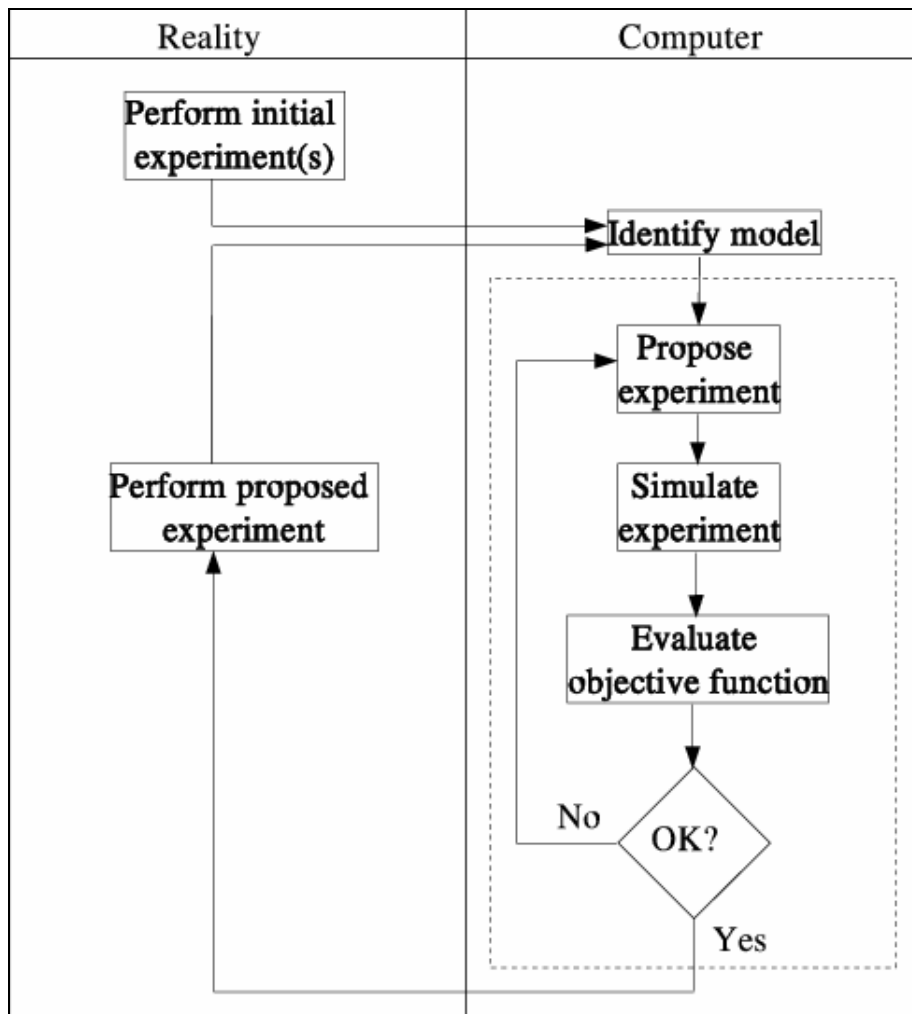 Reality
Computer
Perform initial
experiment(s)
Identify model
Propose
experiment
Simulate
experiment
Perform proposed
experiment
Evaluate
objective function
OK?
No
Yes